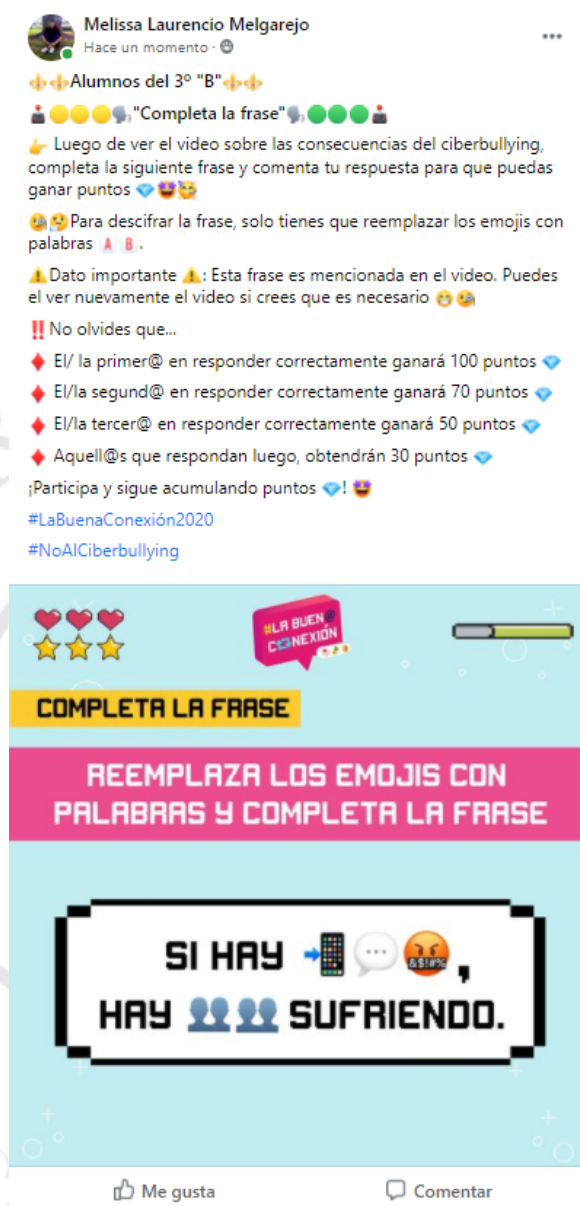 Melissa Laurencio Melgarejo
Hace un momento ·
⚜️⚜️Alumnos del 3º "B"⚜️⚜️
🕹️🟡🟡🟡🗣️"Completa la frase"🗣️🟢🟢🟢🕹️
👉 Luego de ver el video sobre las consecuencias del ciberbullying,
completa la siguiente frase y comenta tu respuesta para que puedas
ganar puntos 💎🤩🥳
🧐🤔Para descifrar la frase, solo tienes que reemplazar los emojis con
palabras 🅰️ 🅱️.
⚠️Dato importante ⚠️: Esta frase es mencionada en el video. Puedes
el ver nuevamente el video si crees que es necesario 😁🧐
‼️No olvides que...
♦️ El/ la primer@ en responder correctamente ganará 100 puntos 💎
♦️ El/la segund@ en responder correctamente ganará 70 puntos 💎
♦️ El/la tercer@ en responder correctamente ganará 50 puntos 💎
♦️ Aquell@s que respondan luego, obtendrán 30 puntos 💎
¡Participa y sigue acumulando puntos 💎! 🤩
#LaBuenaConexión2020
#NoAlCiberbullying
#LA BUEN@
CONEXIÓN
COMPLETA LA FRASE
REEMPLAZA LOS EMOJIS CON
PALABRAS Y COMPLETA LA FRASE
SI HAY 📲💬🤬,
HAY 👥👥 SUFRIENDO.
Me gusta
Comentar